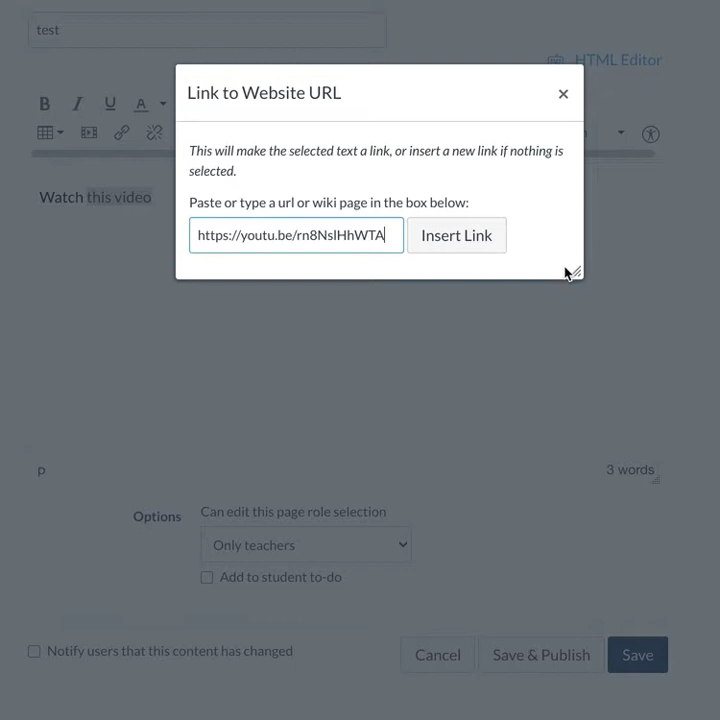 test
HTML Editor
Link to Website URL
×
B I U A
This will make the selected text a link, or insert a new link if nothing is
selected.
Paste or type a url or wiki page in the box below:
https://youtu.be/rn8NslHhWTA
Insert Link
Watch this video
p
3 words
Options
Can edit this page role selection
Only teachers
Add to student to-do
Notify users that this content has changed
Cancel
Save & Publish
Save